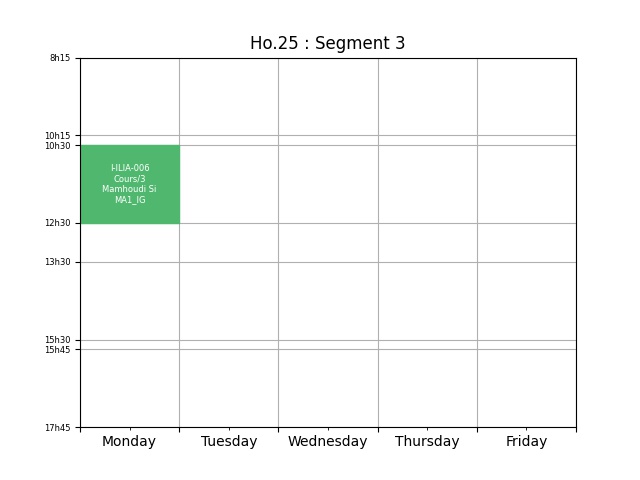 Ho.25 : Segment 3
8h15
10h15
10h30
I-ILIA-006
Cours/3
Mamhoudi Si
MA1_IG
12h30
13h30
15h30
15h45
17h45
Monday Tuesday Wednesday Thursday Friday